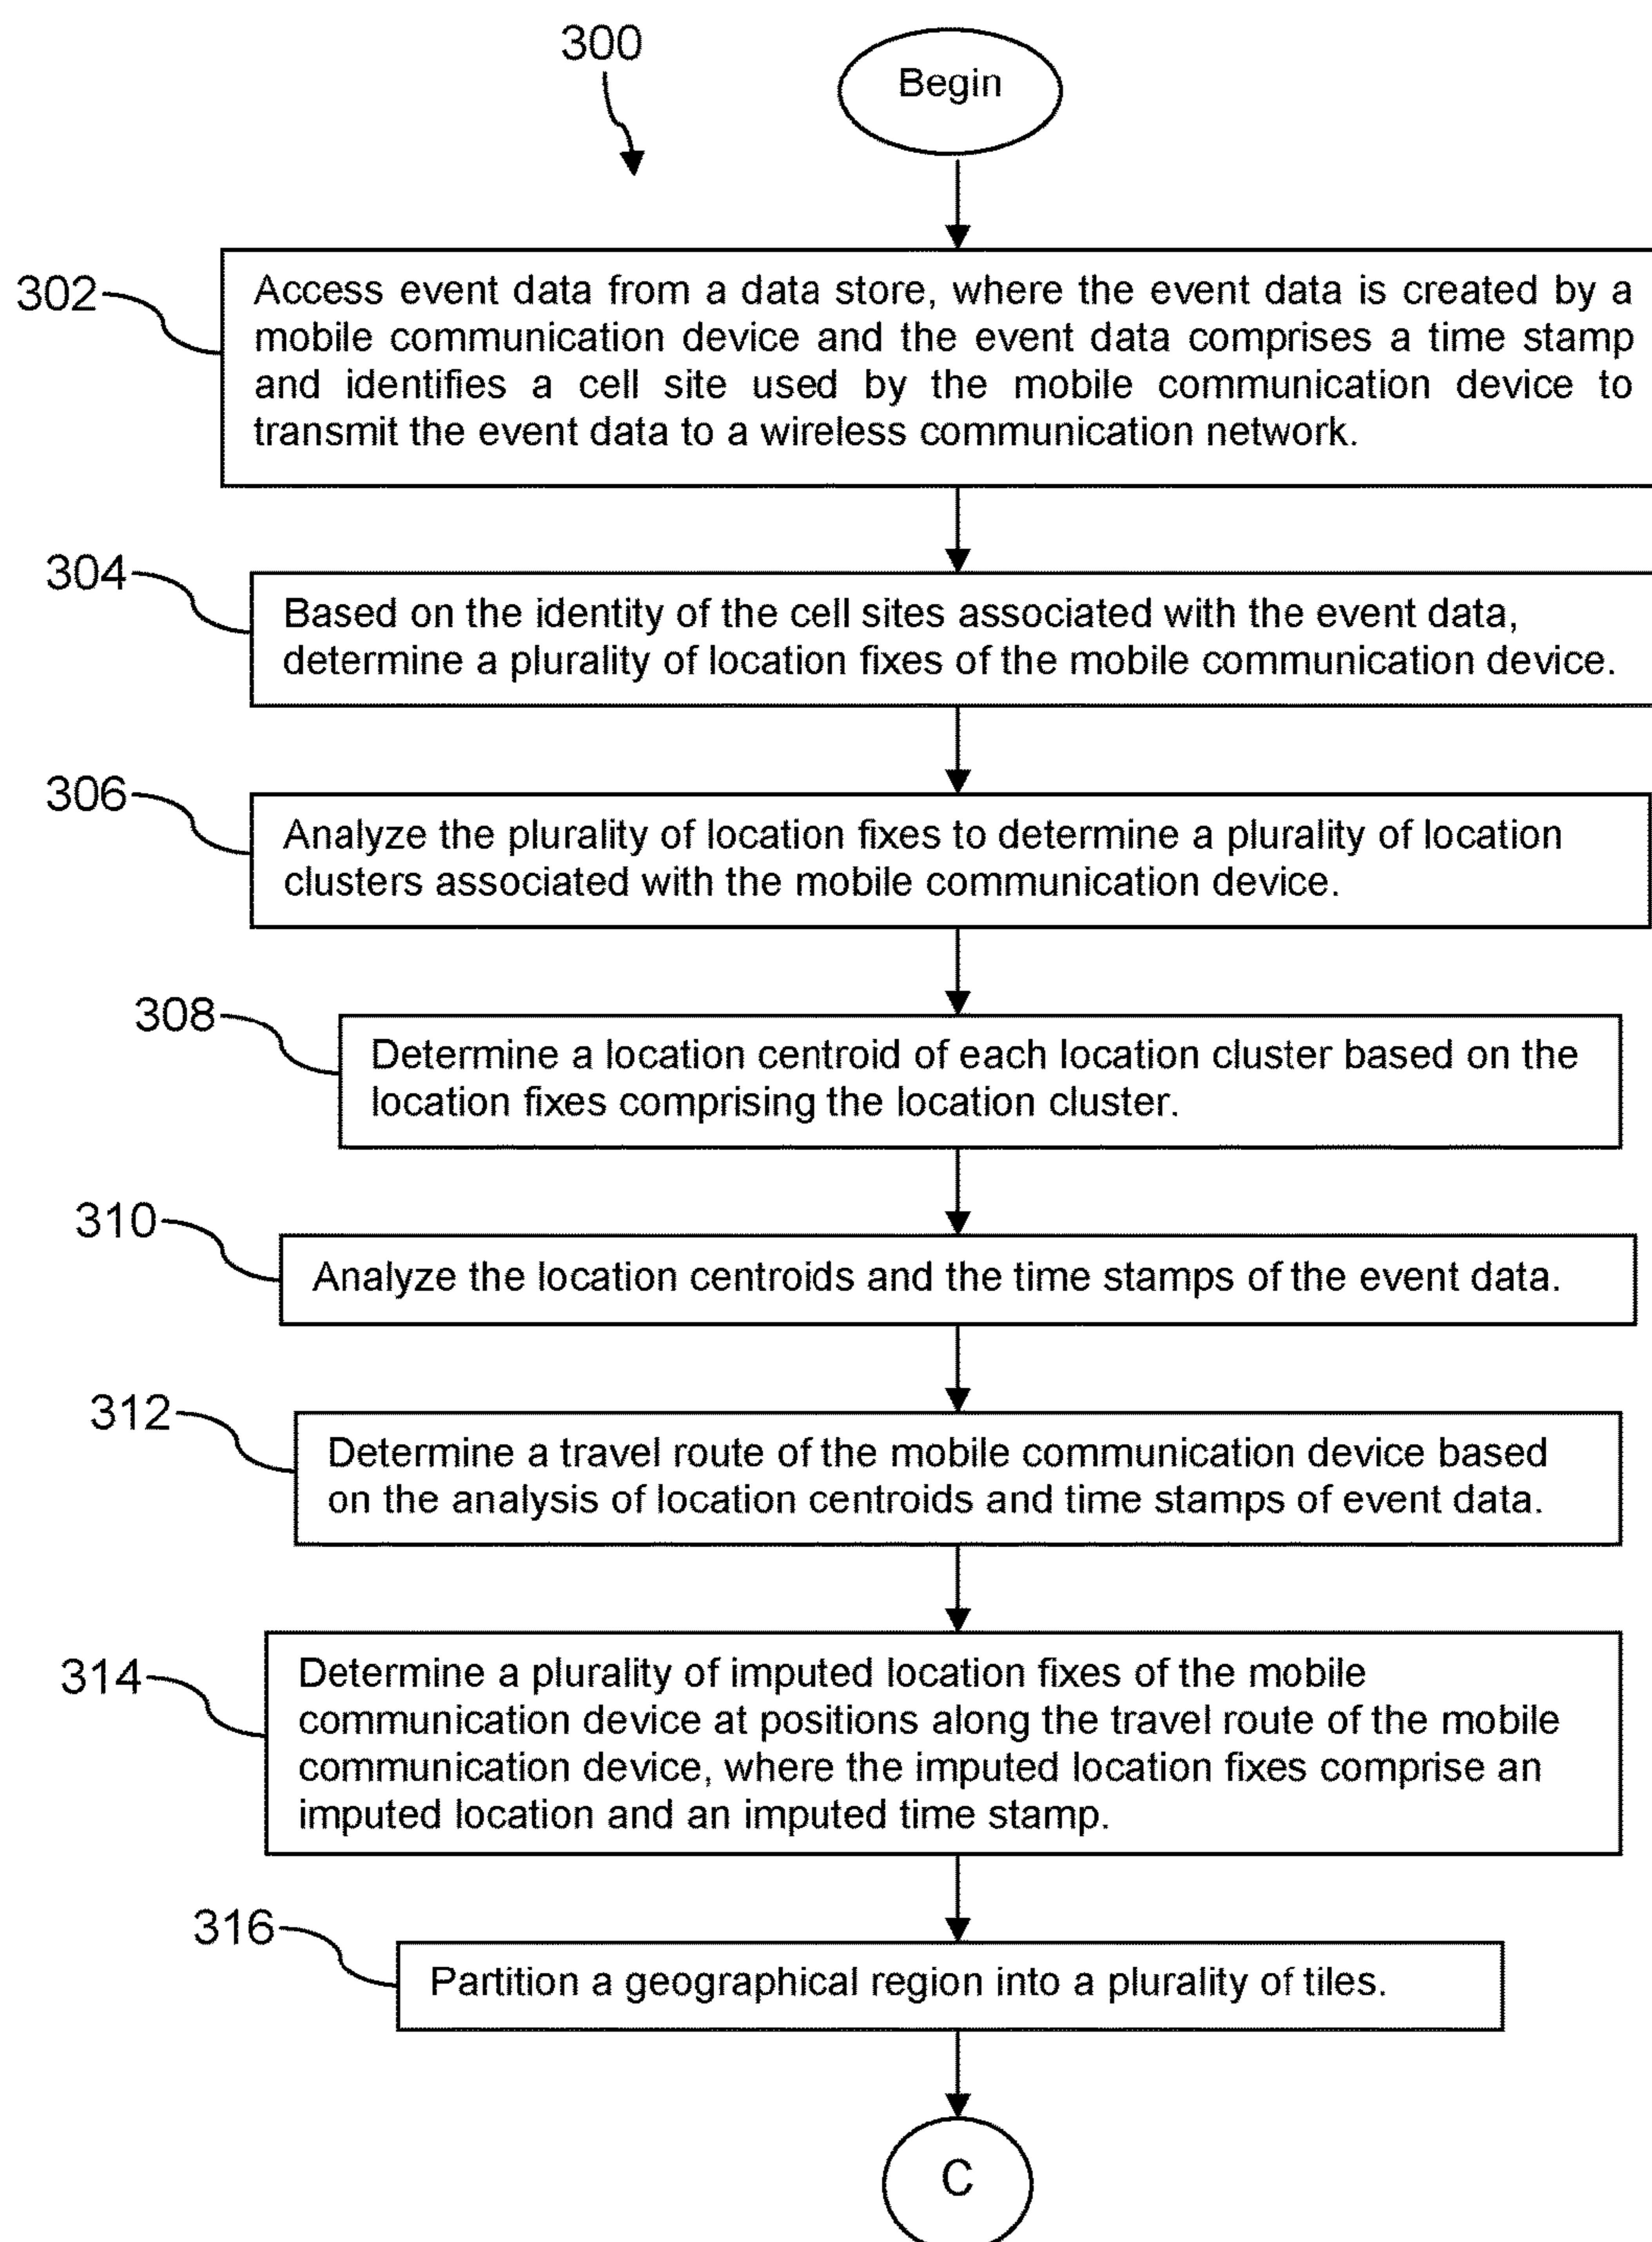 300
Begin
302
Access event data from a data store, where the event data is created by a
mobile communication device and the event data comprises a time stamp
and identifies a cell site used by the mobile communication device to
transmit the event data to a wireless communication network.
304
Based on the identity of the cell sites associated with the event data,
determine a plurality of location fixes of the mobile communication device.
306
Analyze the plurality of location fixes to determine a plurality of location
clusters associated with the mobile communication device.
308
Determine a location centroid of each location cluster based on the
location fixes comprising the location cluster.
310
Analyze the location centroids and the time stamps of the event data.
312
Determine a travel route of the mobile communication device based
on the analysis of location centroids and time stamps of event data.
314
Determine a plurality of imputed location fixes of the mobile
communication device at positions along the travel route of the mobile
communication device, where the imputed location fixes comprise an
imputed location and an imputed time stamp.
316
Partition a geographical region into a plurality of tiles.
C